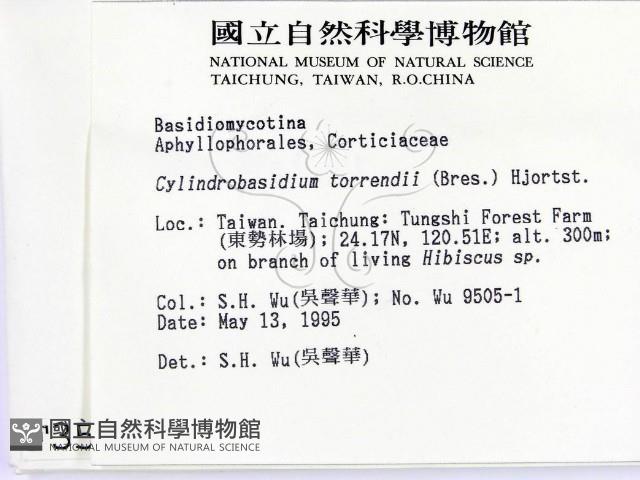 國立自然科學博物館
NATIONAL MUSEUM OF NATURAL SCIENCE
TAICHUNG, TAIWAN, R.O.CHINA
Basidiomycotina
Aphyllophorales, Corticiaceae
Cylindrobasidium torrendii (Bres.) Hjortst.
Loc.: Taiwan. Taichung: Tungshi Forest Farm
(東勢林場); 24.17N, 120.51E; alt. 300m;
on branch of living Hibiscus sp.
Col.: S.H. Wu(吳聲華); No. Wu 9505-1
Date: May 13, 1995
Det.: S.H. Wu(吳聲華)
國立自然科學博物館
NATIONAL MUSEUM OF NATURAL SCIENCE